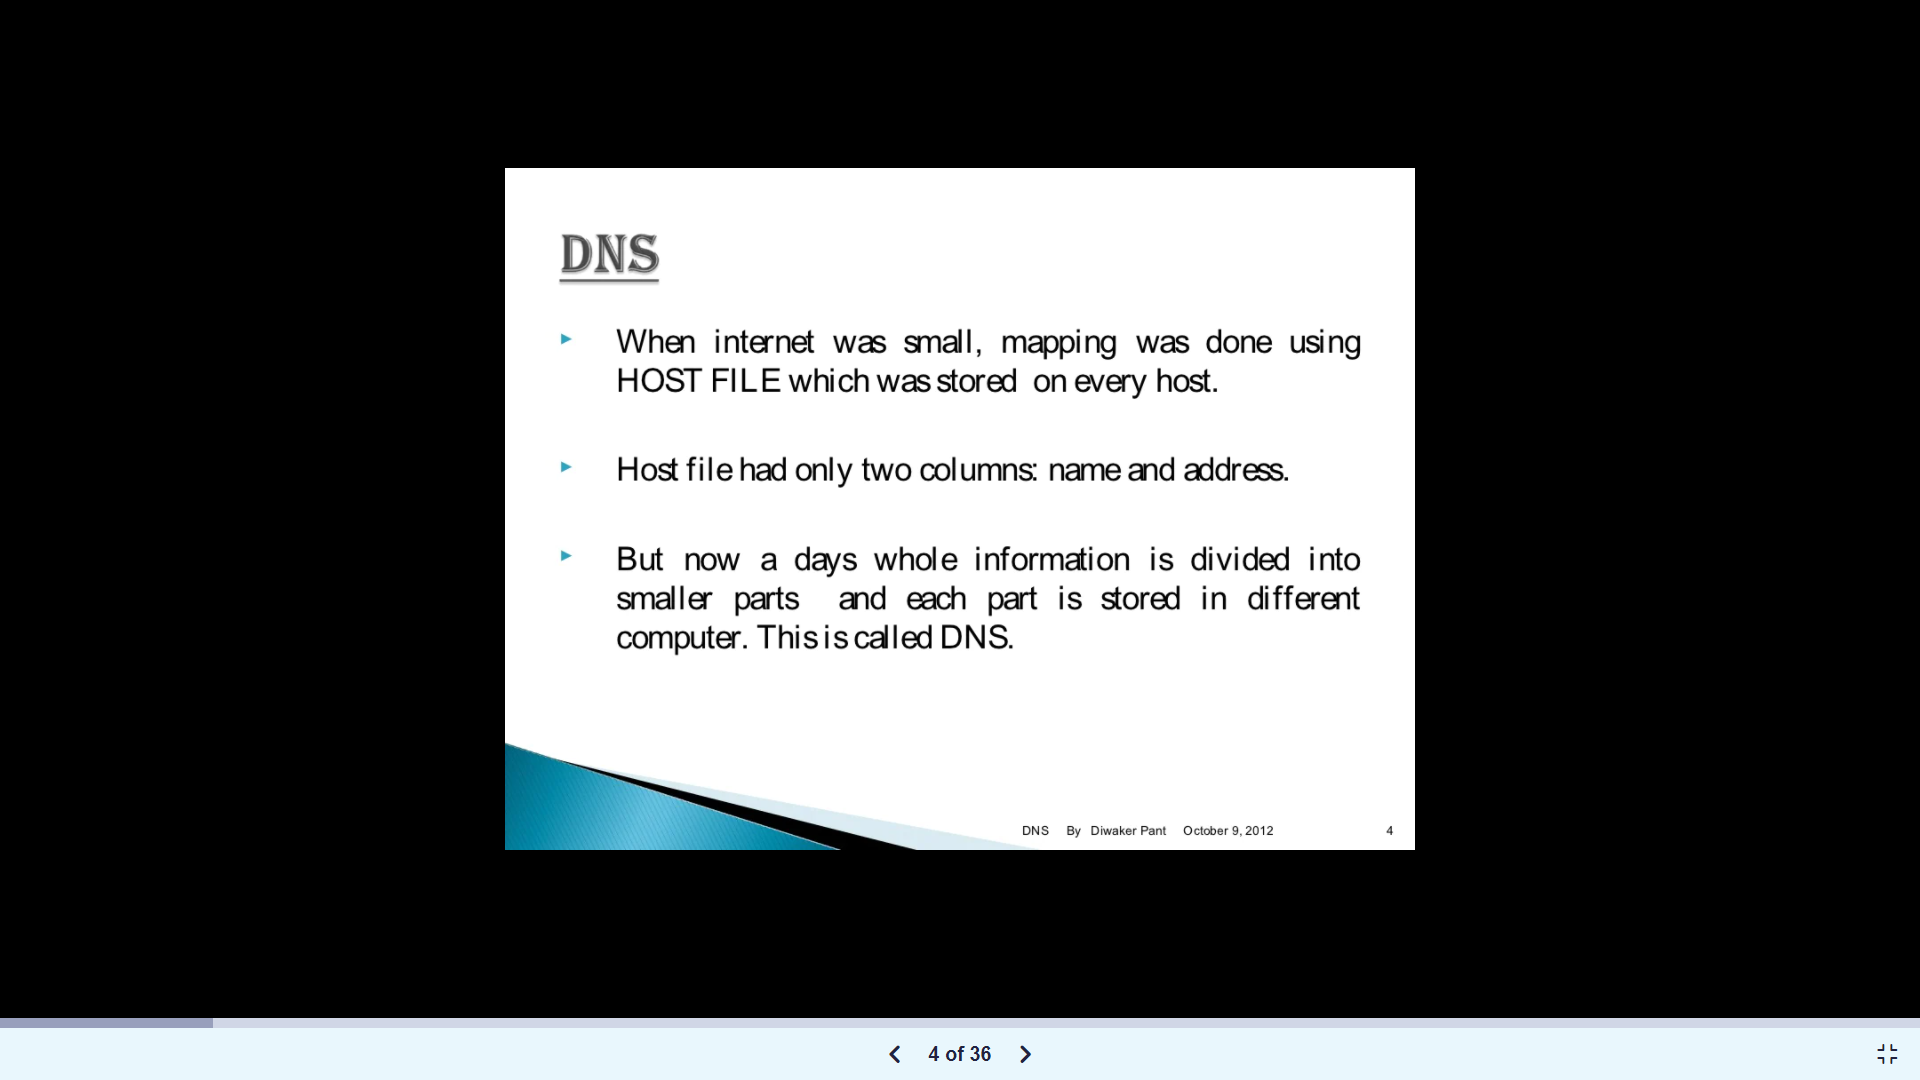 DNS
When internet was small, mapping was done using
HOST FILE which was stored on every host.
Host file had only two columns: name and address.
But now a days whole information is divided into
smaller parts and each part is stored in different
computer. This is called DNS.
DNS By Diwaker Pant October 9, 2012 4
4 of 36